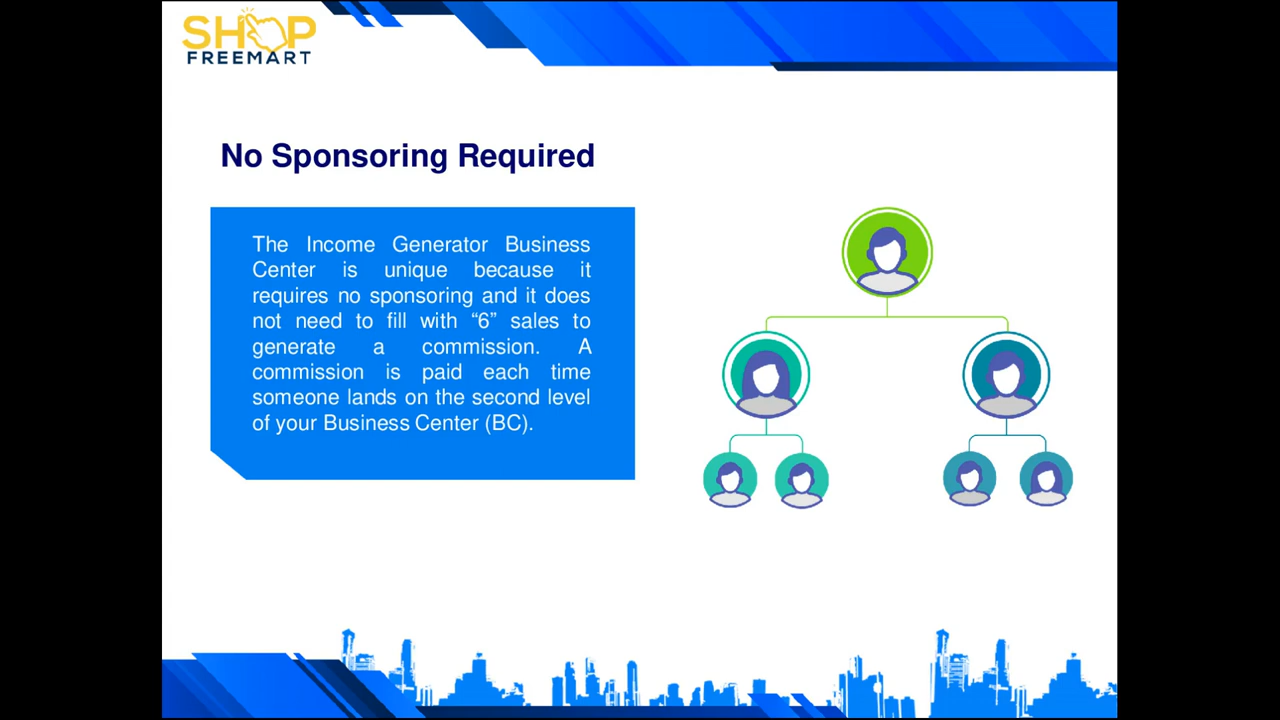 SHOP
FREEMART
No Sponsoring Required
The Income Generator Business
Center is unique because it
requires no sponsoring and it does
not need to fill with “6” sales to
generate a commission. A
commission is paid each time
someone lands on the second level
of your Business Center (BC).